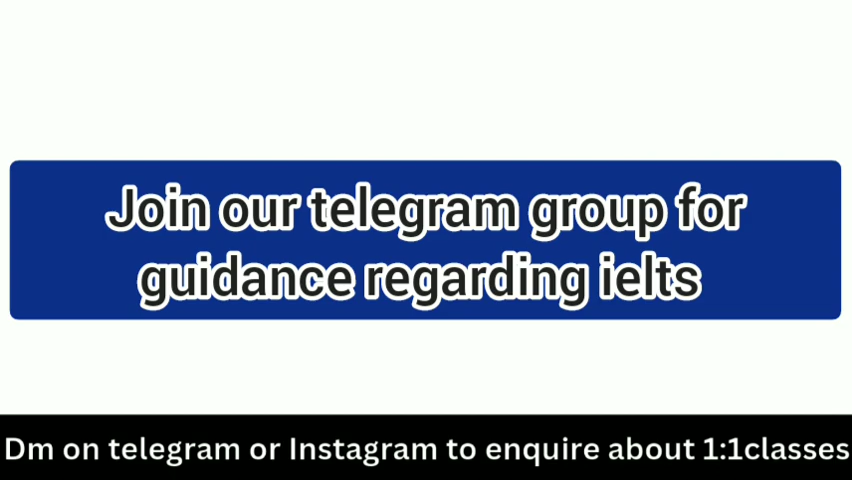 Join our telegram group for
guidance regarding ielts
Dm on telegram or Instagram to enquire about 1:1classes